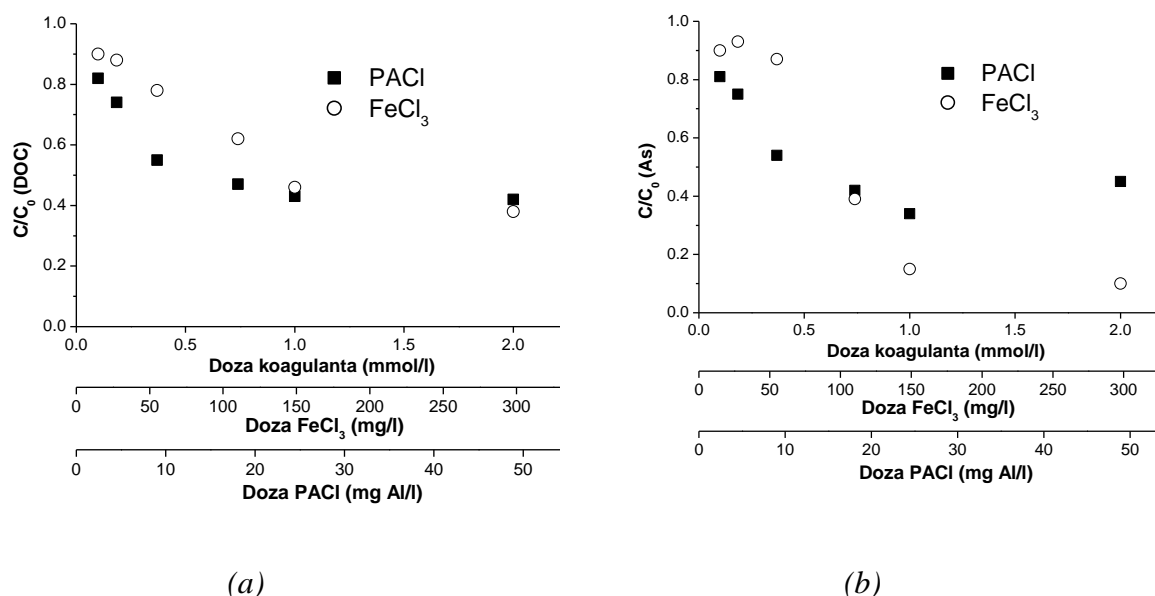 1.0
0.8
0.6
0.4
0.2
0.0
C/C₀ (DOC)
PACl
FeCl₃
0.0 0.5 1.0 1.5 2.0
Doza koagulanta (mmol/l)
0 50 100 150 200 250 300
Doza FeCl₃ (mg/l)
0 10 20 30 40 50
Doza PACl (mg Al/l)
(a)
1.0
0.8
0.6
0.4
0.2
0.0
C/C₀ (As)
PACl
FeCl₃
0.0 0.5 1.0 1.5 2.0
Doza koagulanta (mmol/l)
0 50 100 150 200 250 300
Doza FeCl₃ (mg/l)
0 10 20 30 40 50
Doza PACl (mg Al/l)
(b)